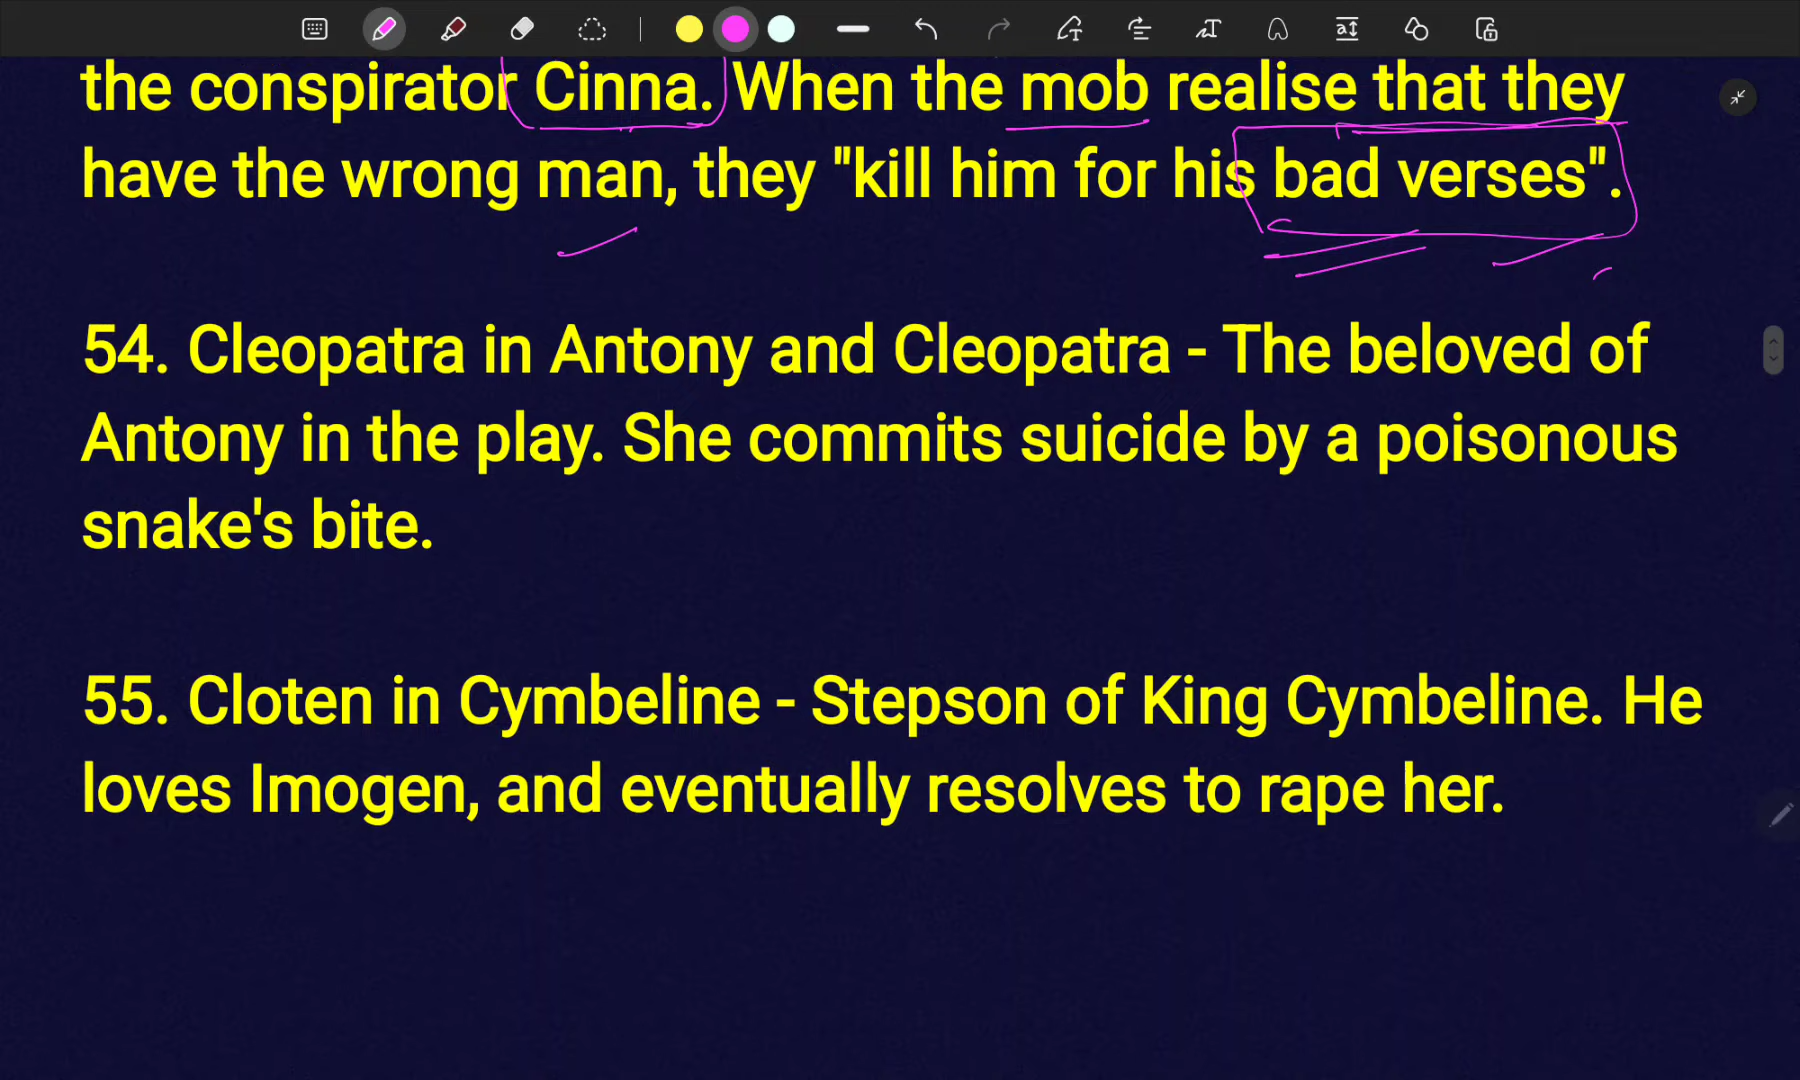 the conspirator Cinna. When the mob realise that they
have the wrong man, they "kill him for his bad verses".
54. Cleopatra in Antony and Cleopatra - The beloved of
Antony in the play. She commits suicide by a poisonous
snake's bite.
55. Cloten in Cymbeline - Stepson of King Cymbeline. He
loves Imogen, and eventually resolves to rape her.